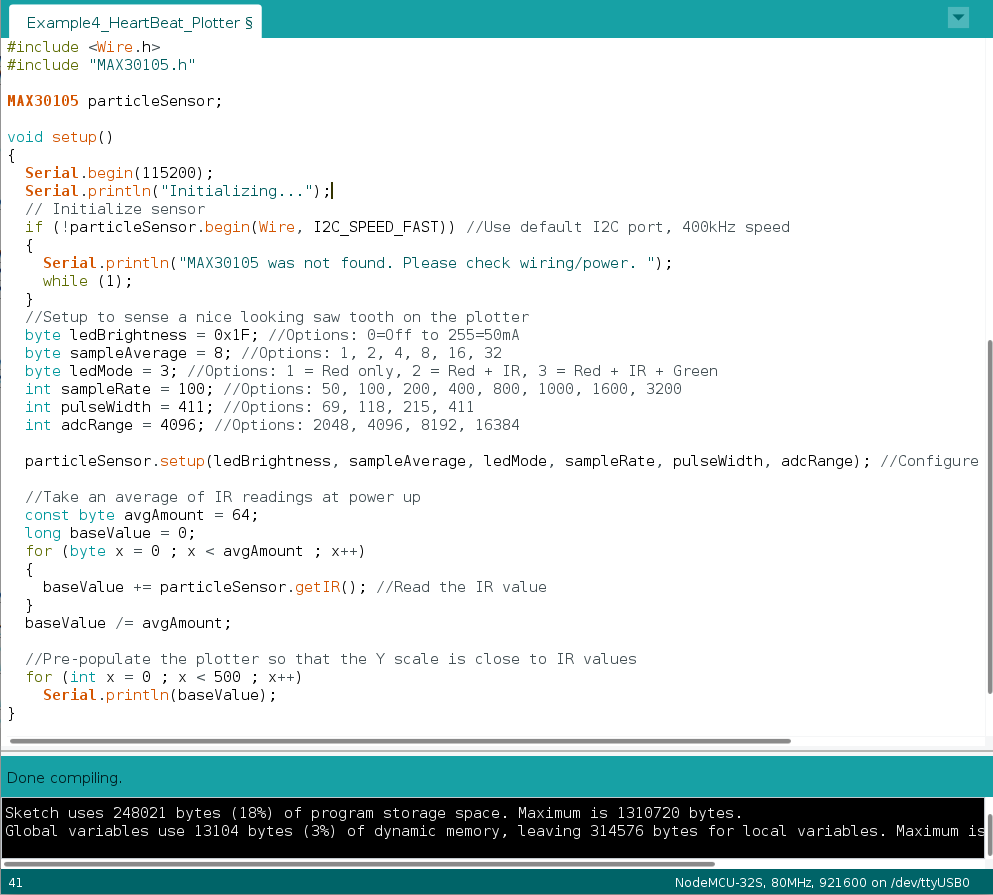 Example4_HeartBeat_Plotter §
#include <Wire.h>
#include "MAX30105.h"
MAX30105 particleSensor;
void setup()
{
Serial.begin(115200);
Serial.println("Initializing...");
// Initialize sensor
if (!particleSensor.begin(Wire, I2C_SPEED_FAST)) //Use default I2C port, 400kHz speed
{
Serial.println("MAX30105 was not found. Please check wiring/power. ");
while (1);
}
//Setup to sense a nice looking saw tooth on the plotter
byte ledBrightness = 0x1F; //Options: 0=Off to 255=50mA
byte sampleAverage = 8; //Options: 1, 2, 4, 8, 16, 32
byte ledMode = 3; //Options: 1 = Red only, 2 = Red + IR, 3 = Red + IR + Green
int sampleRate = 100; //Options: 50, 100, 200, 400, 800, 1000, 1600, 3200
int pulseWidth = 411; //Options: 69, 118, 215, 411
int adcRange = 4096; //Options: 2048, 4096, 8192, 16384
particleSensor.setup(ledBrightness, sampleAverage, ledMode, sampleRate, pulseWidth, adcRange); //Configure
//Take an average of IR readings at power up
const byte avgAmount = 64;
long baseValue = 0;
for (byte x = 0 ; x < avgAmount ; x++)
{
baseValue += particleSensor.getIR(); //Read the IR value
}
baseValue /= avgAmount;
//Pre-populate the plotter so that the Y scale is close to IR values
for (int x = 0 ; x < 500 ; x++)
Serial.println(baseValue);
}
Done compiling.
Sketch uses 248021 bytes (18%) of program storage space. Maximum is 1310720 bytes.
Global variables use 13104 bytes (3%) of dynamic memory, leaving 314576 bytes for local variables. Maximum is
41
NodeMCU-32S, 80MHz, 921600 on /dev/ttyUSB0